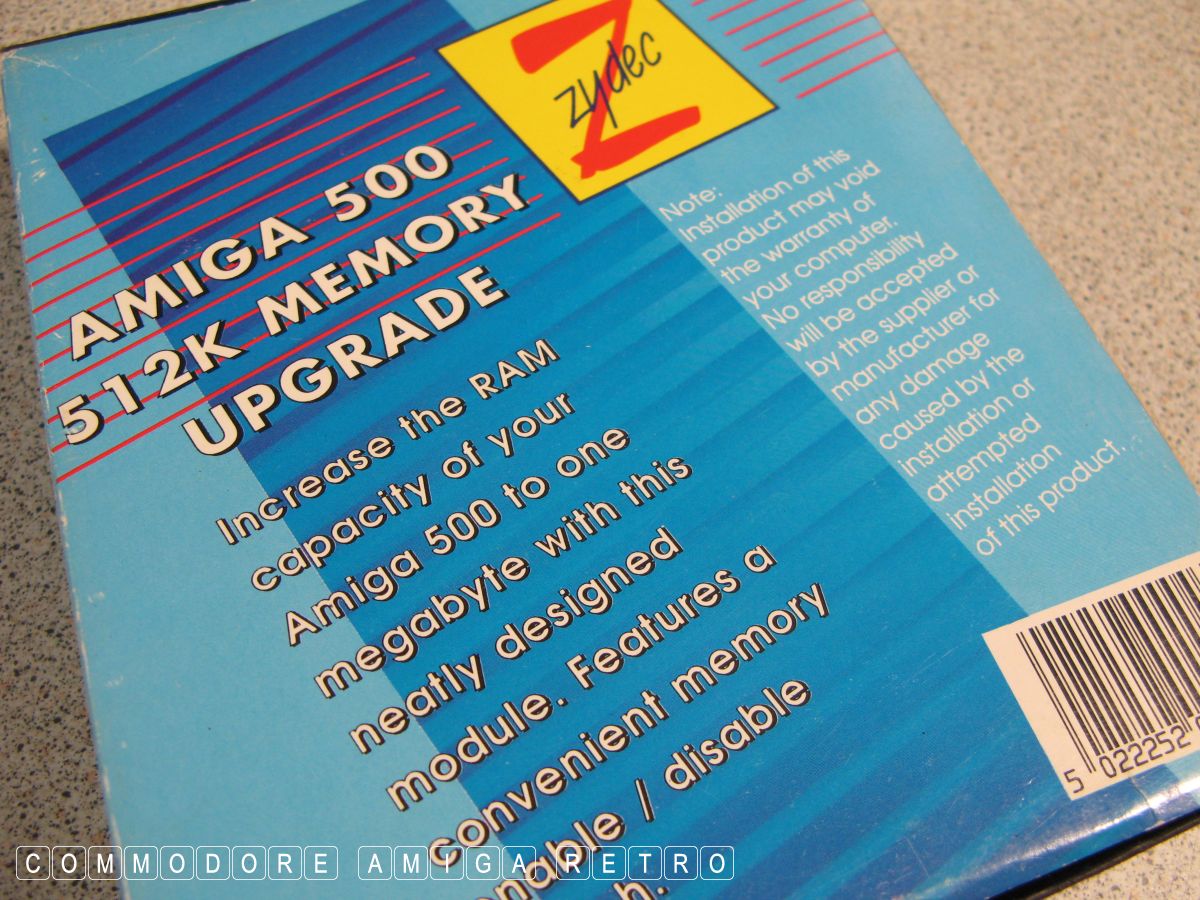 zydec
AMIGA 500
512K MEMORY
UPGRADE
Increase the RAM
capacity of your
Amiga 500 to one
megabyte with this
neatly designed
module. Features a
convenient memory
enable / disable
Note:
Installation of this
product may void
the warranty of
your computer.
No responsibility
will be accepted
by the supplier or
manufacturer for
any damage
caused by the
installation or
attempted
installation
of this product.
5 022252
COMMODORE AMIGA RETRO